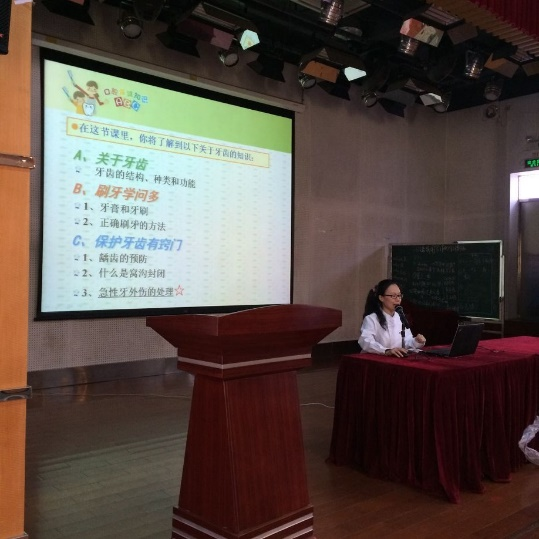 在这节课里，你将了解到以下关于牙齿的知识：
A、关于牙齿
牙齿的结构、种类和功能
B、刷牙学问多
1、牙膏和牙刷
2、正确刷牙的方法
C、保护牙齿有窍门
1、龋齿的预防
2、什么是窝沟封闭
3、急性牙外伤的处理☆